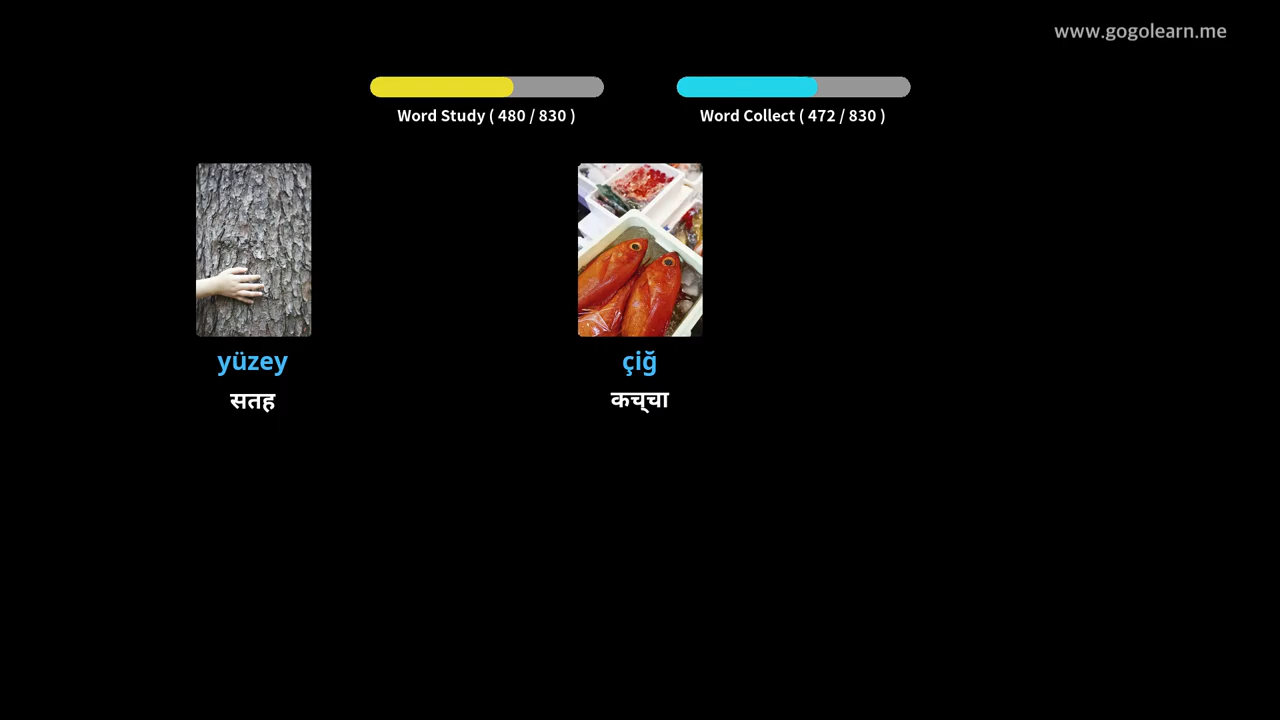 www.gogolearn.me
Word Study ( 480 / 830 )
Word Collect ( 472 / 830 )
yüzey
सतह
çiğ
कच्चा